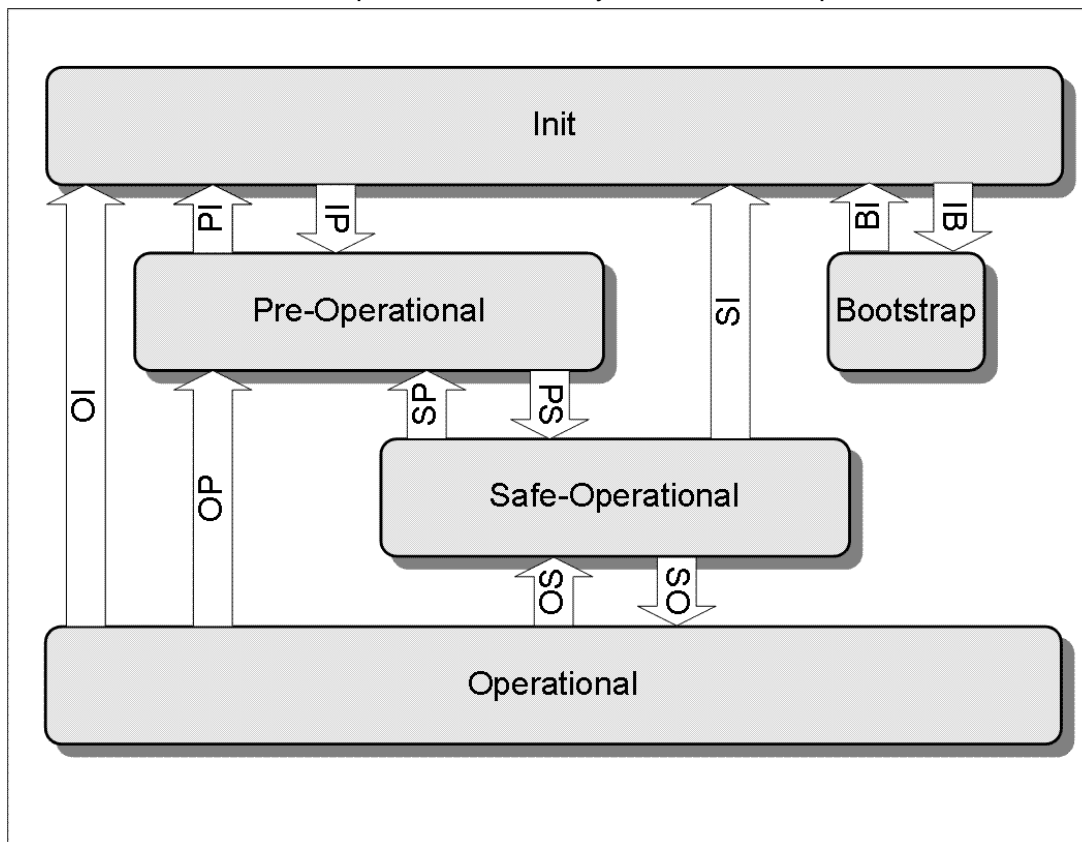 Init
PI
IP
BI
IB
Pre-Operational
Bootstrap
SI
OI
SP
PS
OP
Safe-Operational
OS
SO
Operational